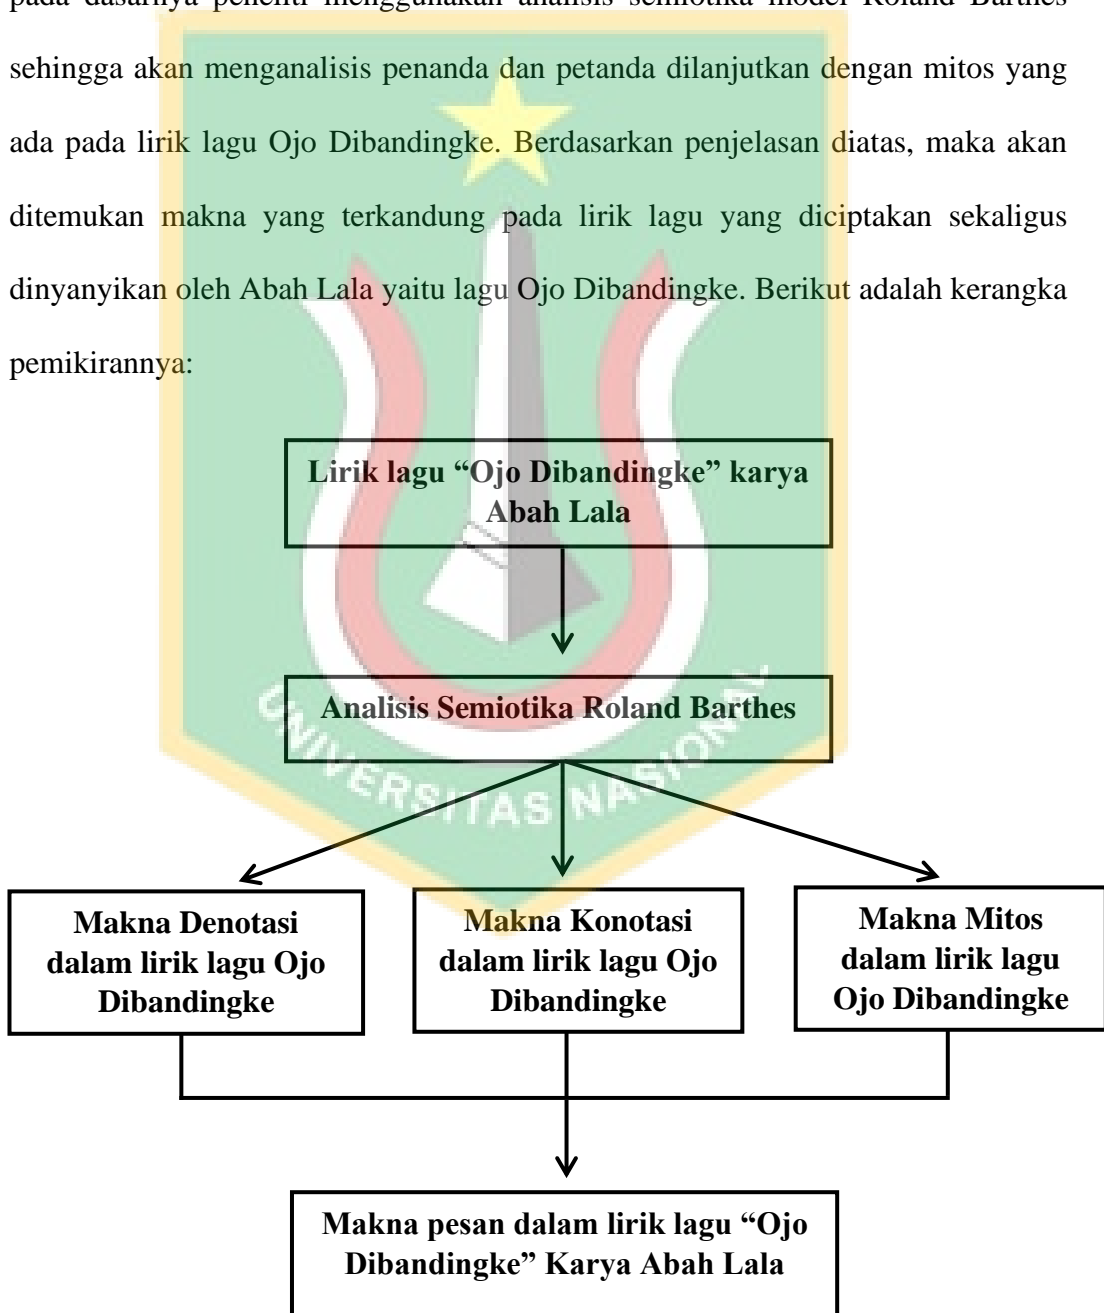 pada dasarnya peneliti menggunakan analisis semiotika model Roland Barthes
sehingga akan menganalisis penanda dan petanda dilanjutkan dengan mitos yang
ada pada lirik lagu Ojo Dibandingke. Berdasarkan penjelasan diatas, maka akan
ditemukan makna yang terkandung pada lirik lagu yang diciptakan sekaligus
dinyanyikan oleh Abah Lala yaitu lagu Ojo Dibandingke. Berikut adalah kerangka
pemikirannya:
Lirik lagu “Ojo Dibandingke” karya
Abah Lala
Analisis Semiotika Roland Barthes
UNIVERSITAS NASIONAL
Makna Denotasi
dalam lirik lagu Ojo
Dibandingke
Makna Konotasi
dalam lirik lagu Ojo
Dibandingke
Makna Mitos
dalam lirik lagu
Ojo Dibandingke
Makna pesan dalam lirik lagu “Ojo
Dibandingke” Karya Abah Lala